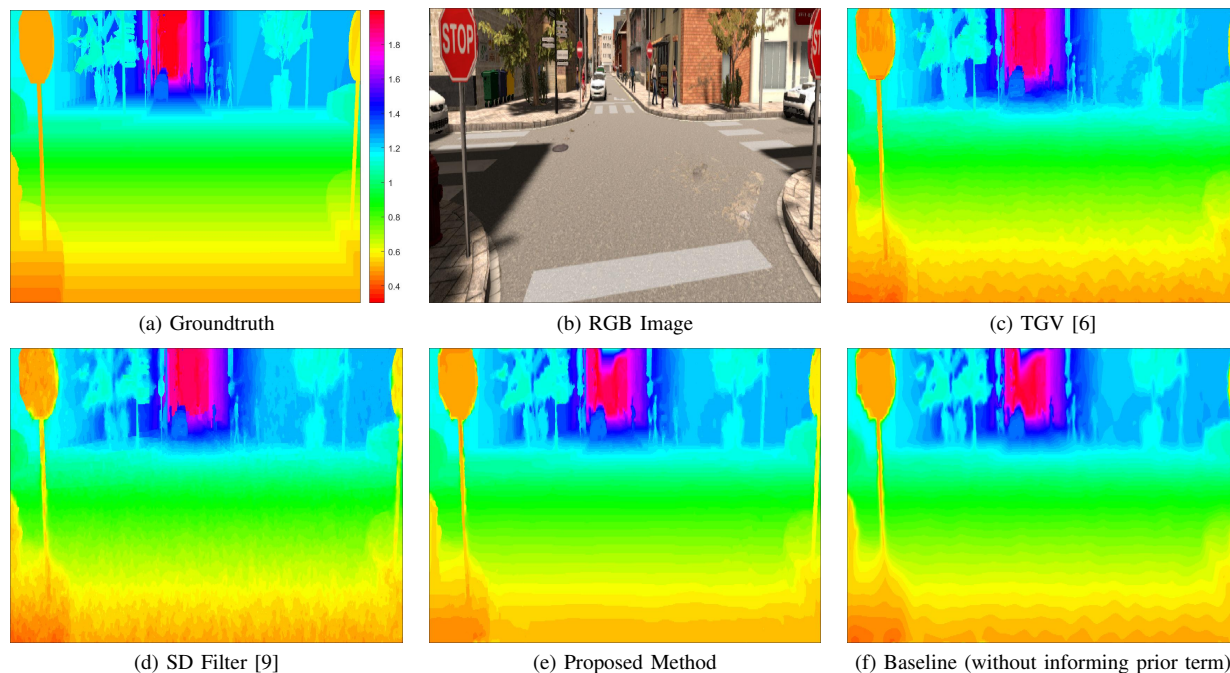 1.8
1.6
1.4
1.2
1
0.8
0.6
0.4
STOP
ST
(a) Groundtruth
(b) RGB Image
(c) TGV [6]
(d) SD Filter [9]
(e) Proposed Method
(f) Baseline (without informing prior term)